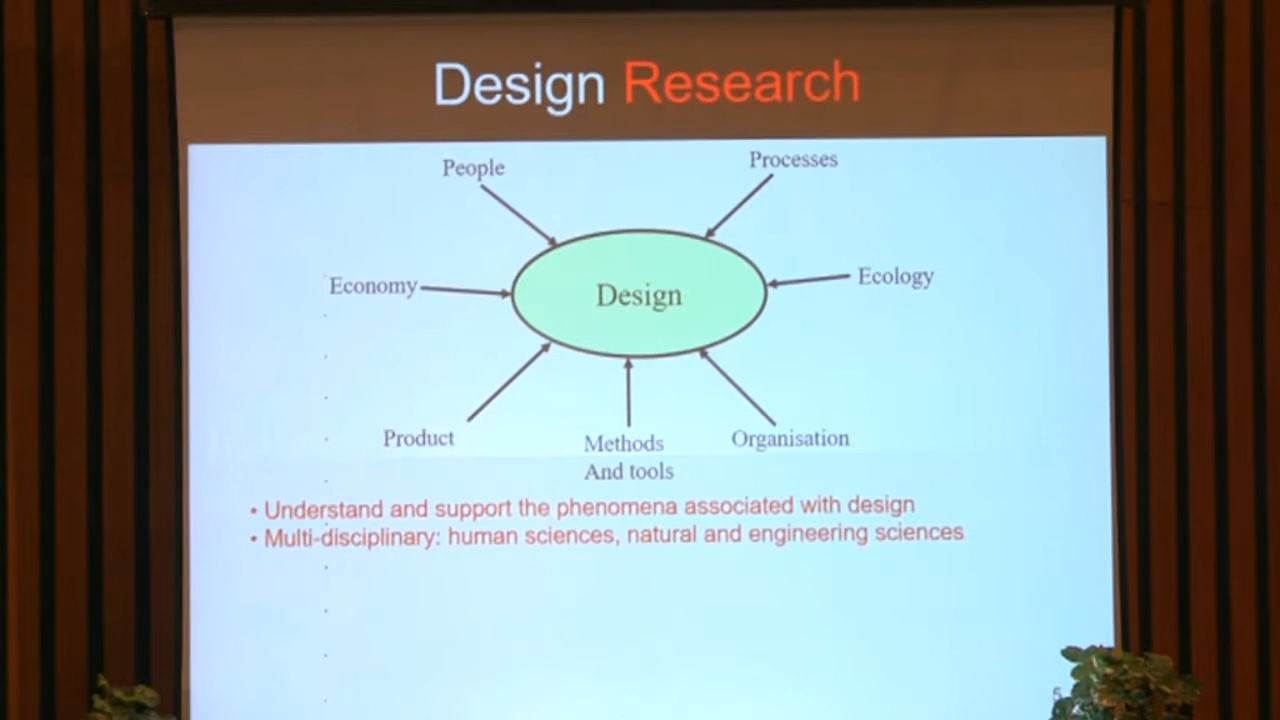 Design Research
People
Processes
Economy
Ecology
Design
Product
Methods
And tools
Organisation
• Understand and support the phenomena associated with design
• Multi-disciplinary: human sciences, natural and engineering sciences
5